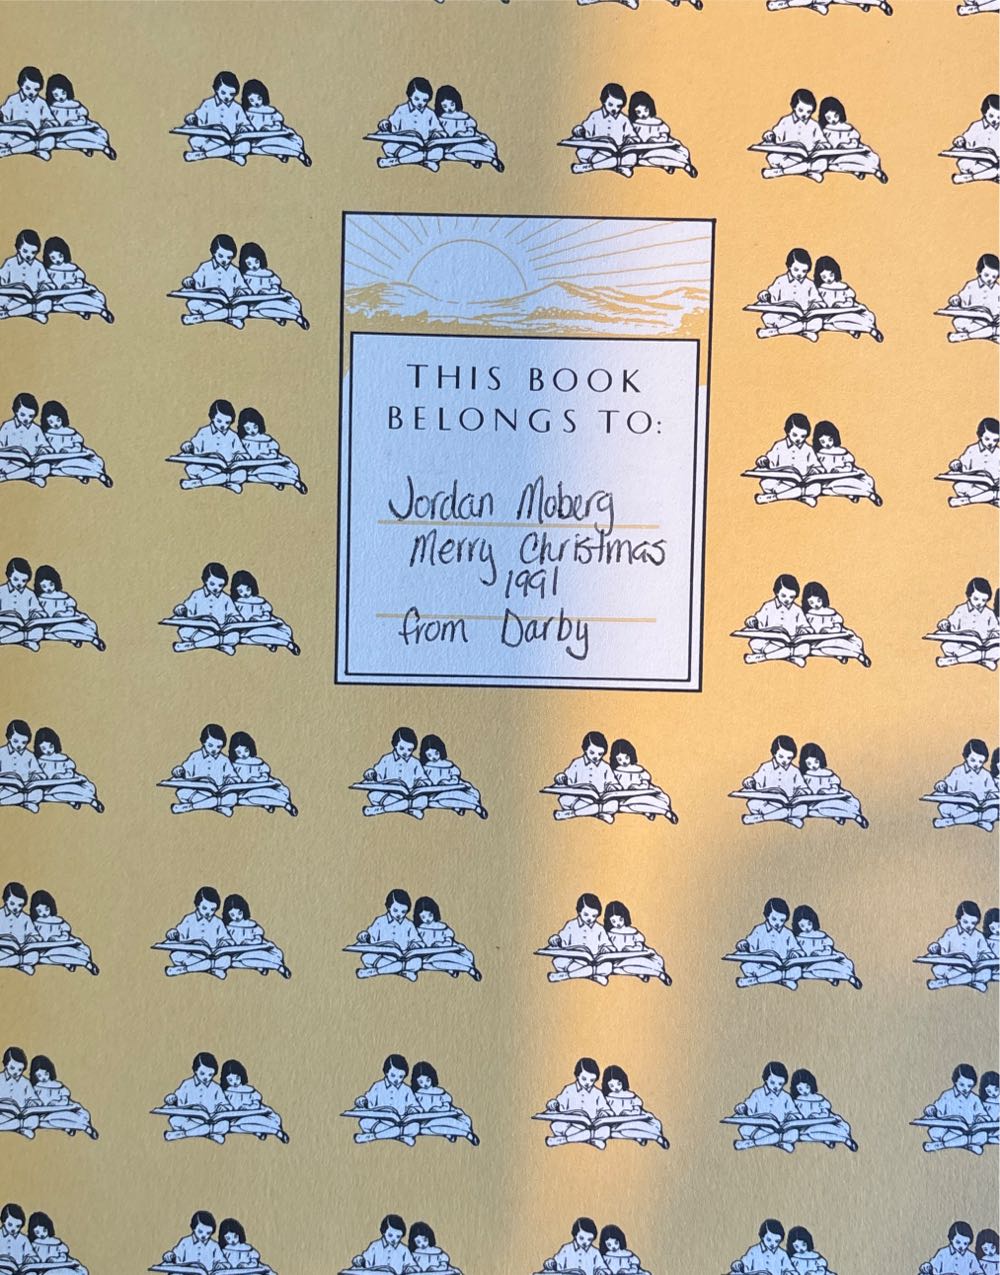 THIS BOOK
BELONGS TO:
Jordan Moberg
Merry Christmas
1991
from Darby